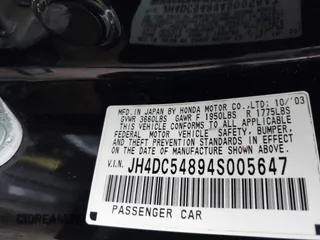 MFD. IN JAPAN BY HONDA MOTOR CO.,LTD. 10/'03
GVWR 3660LBS GAWR F 1950LBS R 1775LBS
THIS VEHICLE CONFORMS TO ALL APPLICABLE
FEDERAL MOTOR VEHICLE SAFETY, BUMPER,
AND THEFT PREVENTION STANDARDS IN
EFFECT ON THE DATE OF MANUFACTURE SHOWN ABOVE.
V.I.N. JH4DC54894S005647
PASSENGER CAR